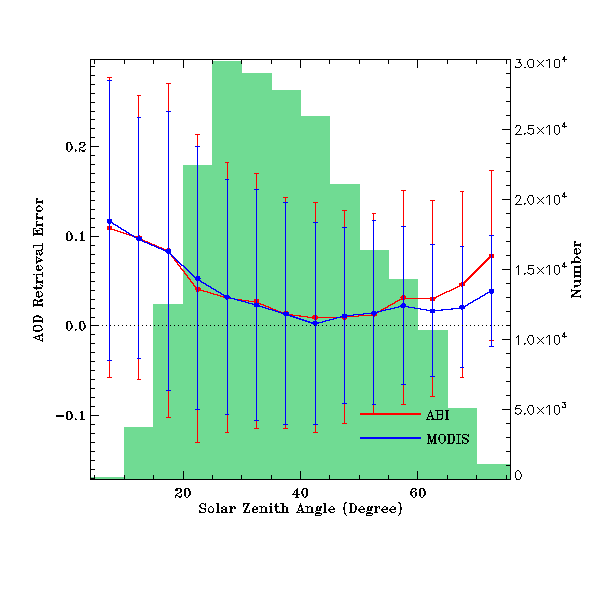 3.0×10⁴
0.2
2.5×10⁴
2.0×10⁴
0.1
1.5×10⁴
0.0
1.0×10⁴
-0.1
5.0×10³
0
AOD Retrieval Error
Number
ABI
MODIS
20 40 60
Solar Zenith Angle (Degree)